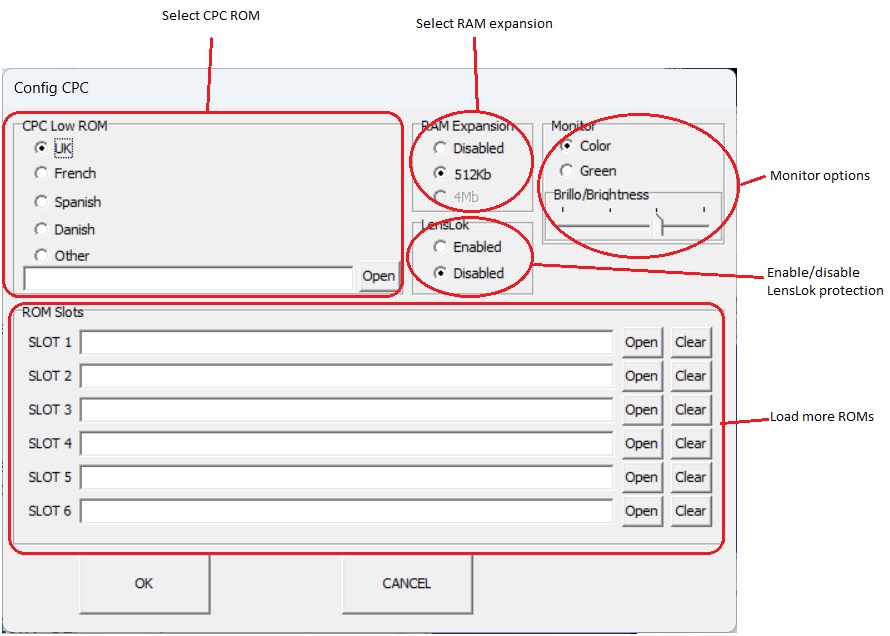 Select CPC ROM
Select RAM expansion
Config CPC
CPC Low ROM
UK
French
Spanish
Danish
Other
Open
RAM Expansion
Disabled
512Kb
4Mb
LensLok
Enabled
Disabled
Monitor
Color
Green
Brillo/Brightness
Monitor options
Enable/disable
LensLok protection
ROM Slots
SLOT 1 Open Clear
SLOT 2 Open Clear
SLOT 3 Open Clear
SLOT 4 Open Clear
SLOT 5 Open Clear
SLOT 6 Open Clear
Load more ROMs
OK
CANCEL